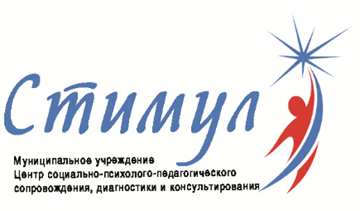 Стимул
Муниципальное учреждение
Центр социально-психолого-педагогического
сопровождения, диагностики и консультирования